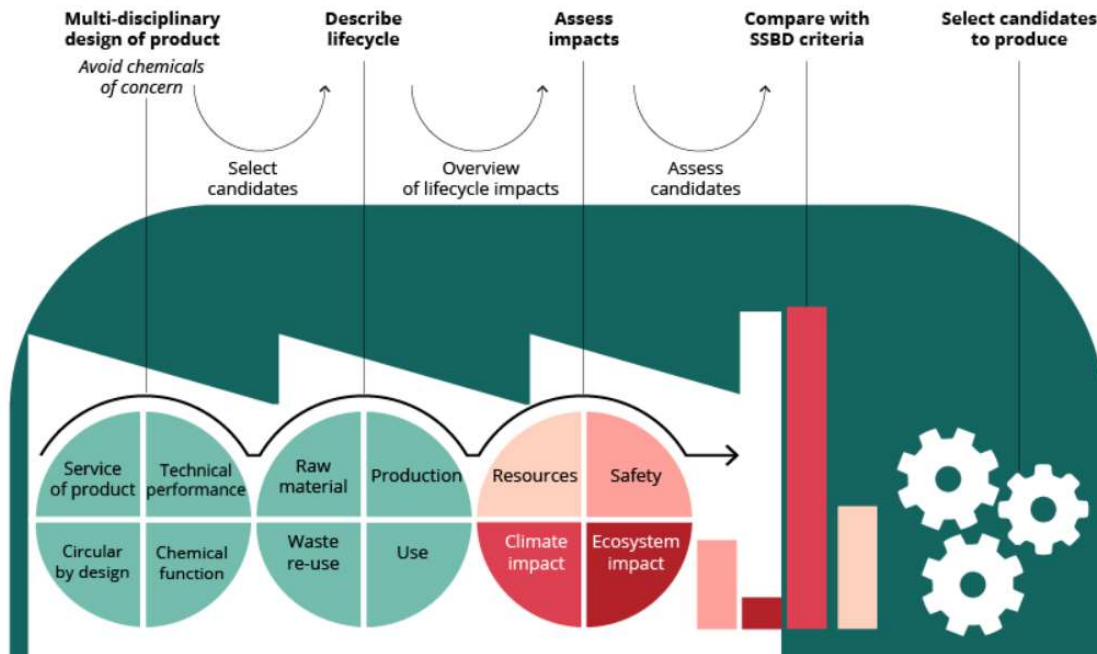 Multi-disciplinary
design of product
Avoid chemicals
of concern
Describe
lifecycle
Assess
impacts
Compare with
SSBD criteria
Select candidates
to produce
Select
candidates
Overview
of lifecycle impacts
Assess
candidates
Service
of product
Technical
performance
Circular
by design
Chemical
function
Raw
material
Production
Waste
re-use
Use
Resources
Safety
Climate
impact
Ecosystem
impact